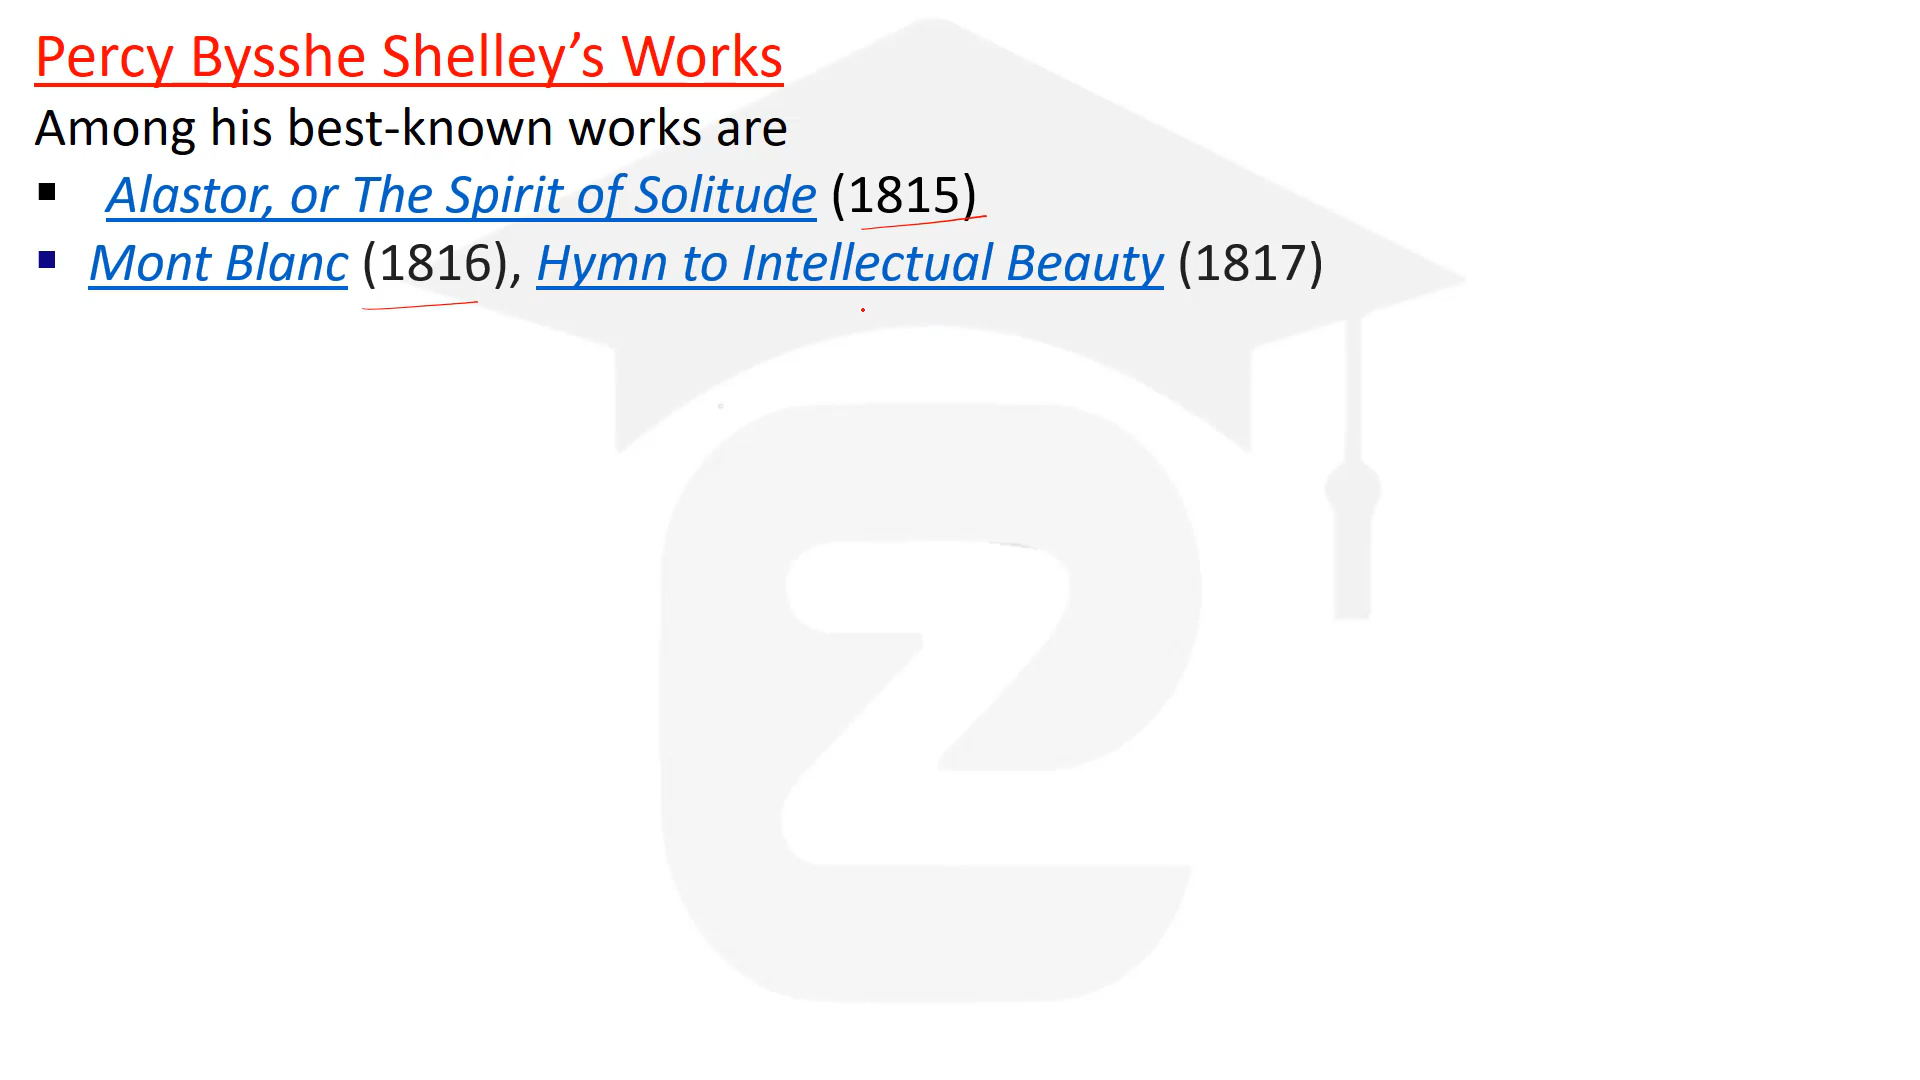 Percy Bysshe Shelley’s Works
Among his best-known works are
▪ Alastor, or The Spirit of Solitude (1815)
▪ Mont Blanc (1816), Hymn to Intellectual Beauty (1817)